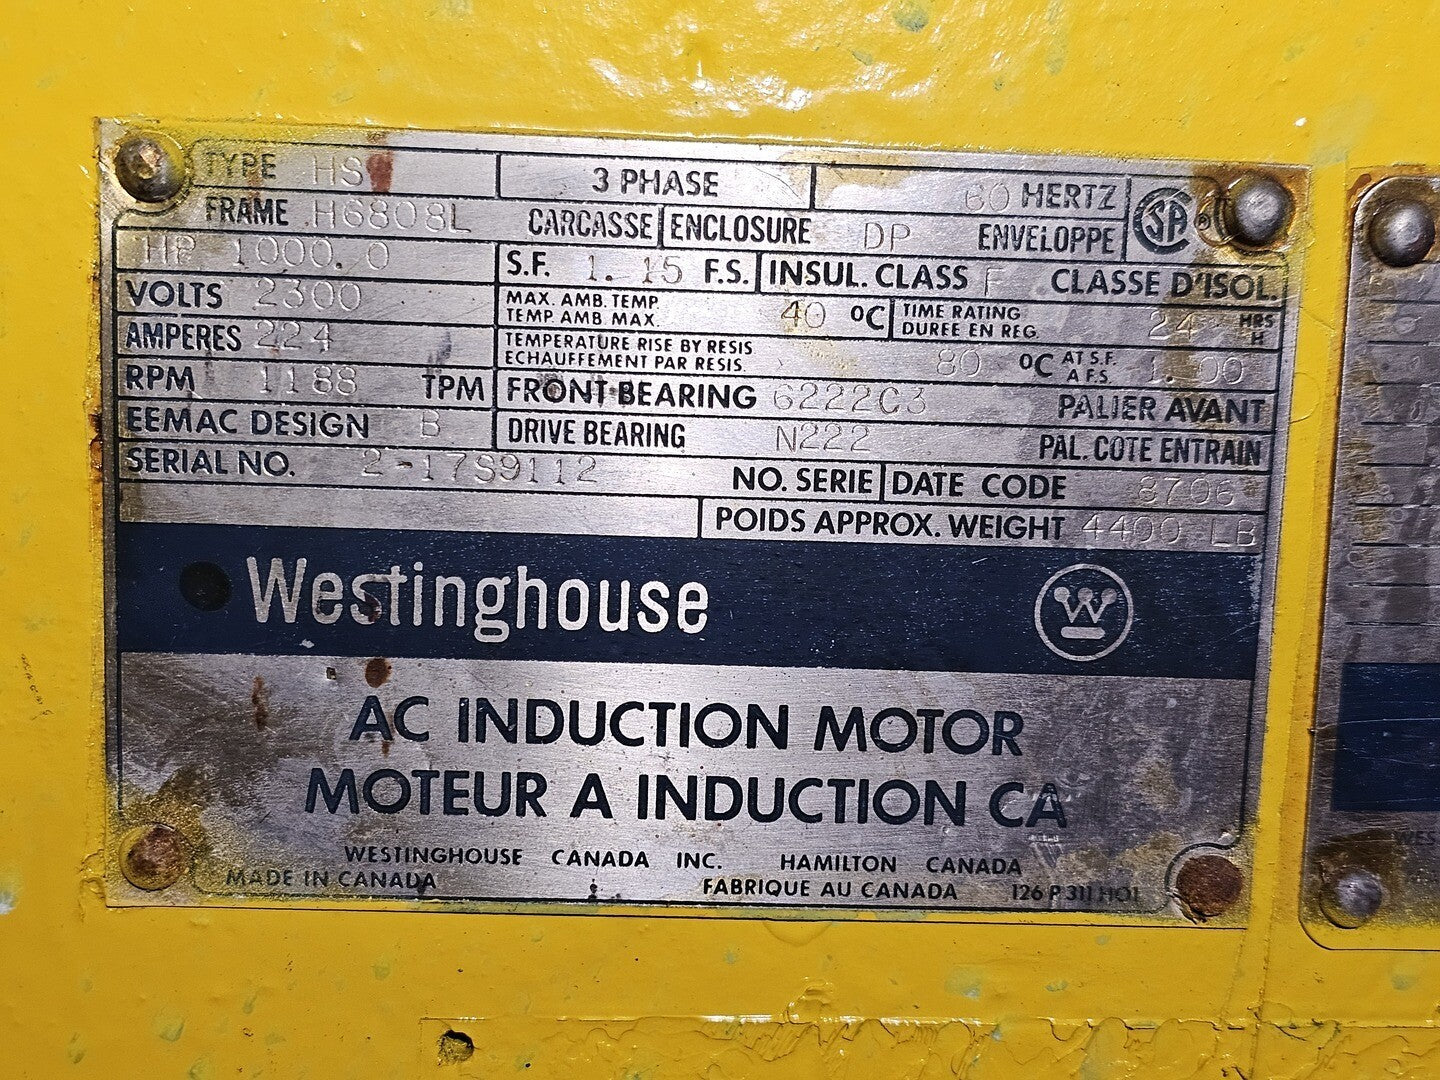 TYPE HS 3 PHASE 60 HERTZ
FRAME H6808L CARCASSE ENCLOSURE DP ENVELOPPE
HP 1000.0 S.F. 1.15 F.S. INSUL. CLASS F CLASSE D'ISOL.
VOLTS 2300 MAX. AMB. TEMP. TEMP. AMB. MAX. 40 °C TIME RATING DUREE EN REG. 24 HRS H
AMPERES 224 TEMPERATURE RISE BY RESIS ECHAUFFEMENT PAR RESIS. 80 °C AT S.F. A F.S. 1.00
RPM 1188 TPM FRONT BEARING 6222C3 PALIER AVANT
EEMAC DESIGN B DRIVE BEARING N222 PAL. COTE ENTRAIN
SERIAL NO. 2-17S9112 NO. SERIE DATE CODE 8706
POIDS APPROX. WEIGHT 4400 LB
Westinghouse
AC INDUCTION MOTOR
MOTEUR A INDUCTION CA
WESTINGHOUSE CANADA INC. HAMILTON CANADA
MADE IN CANADA FABRIQUE AU CANADA 126 P 311 H01